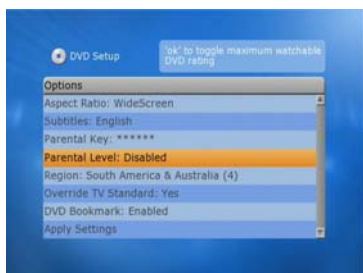 DVD Setup
'ok' to toggle maximum watchable
DVD rating
Options
Aspect Ratio: WideScreen
Subtitles: English
Parental Key: ******
Parental Level: Disabled
Region: South America & Australia (4)
Override TV Standard: Yes
DVD Bookmark: Enabled
Apply Settings